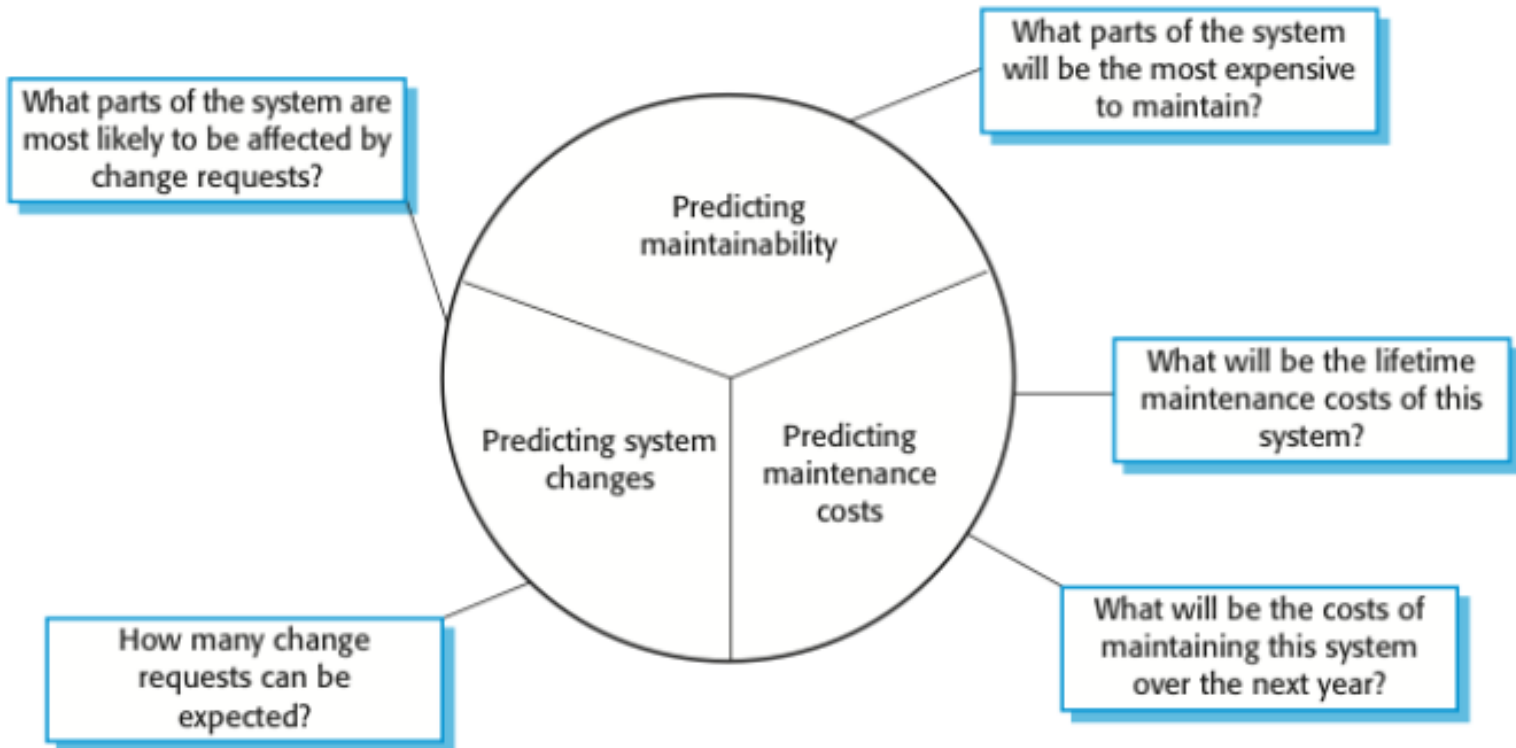 What parts of the system
will be the most expensive
to maintain?
What parts of the system are
most likely to be affected by
change requests?
Predicting
maintainability
What will be the lifetime
maintenance costs of this
system?
Predicting system
changes
Predicting
maintenance
costs
How many change
requests can be
expected?
What will be the costs of
maintaining this system
over the next year?